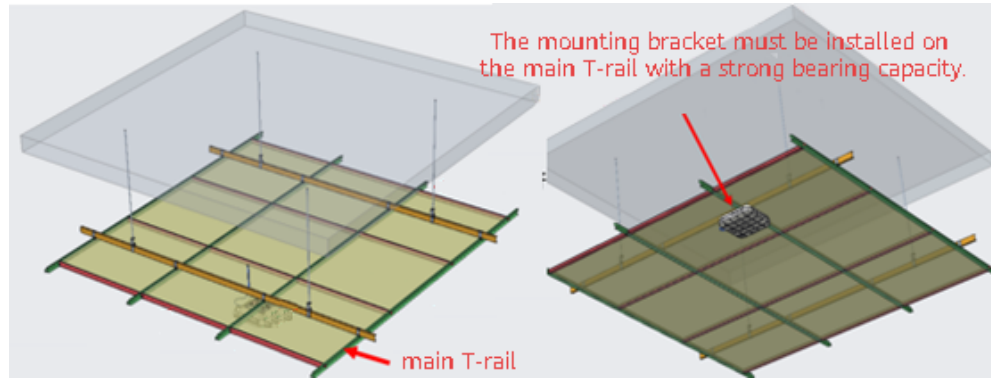 The mounting bracket must be installed on
the main T-rail with a strong bearing capacity.
main T-rail